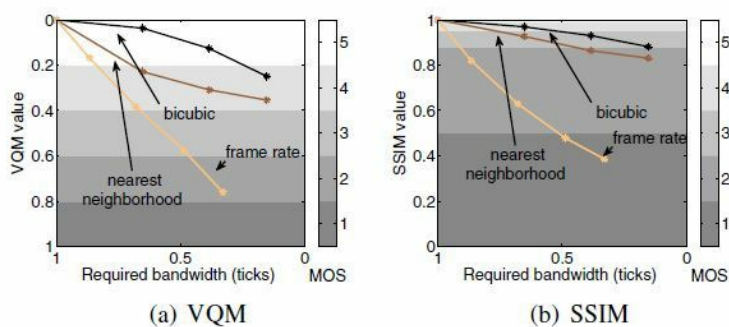 0
0.2
0.4
0.6
0.8
1
VQM value
bicubic
frame rate
nearest
neighborhood
1
0.5
0
Required bandwidth (ticks)
5
4
3
2
1
MOS
(a) VQM
1
0.8
0.6
0.4
0.2
0
SSIM value
bicubic
frame rate
nearest
neighborhood
1
0.5
0
Required bandwidth (ticks)
5
4
3
2
1
MOS
(b) SSIM